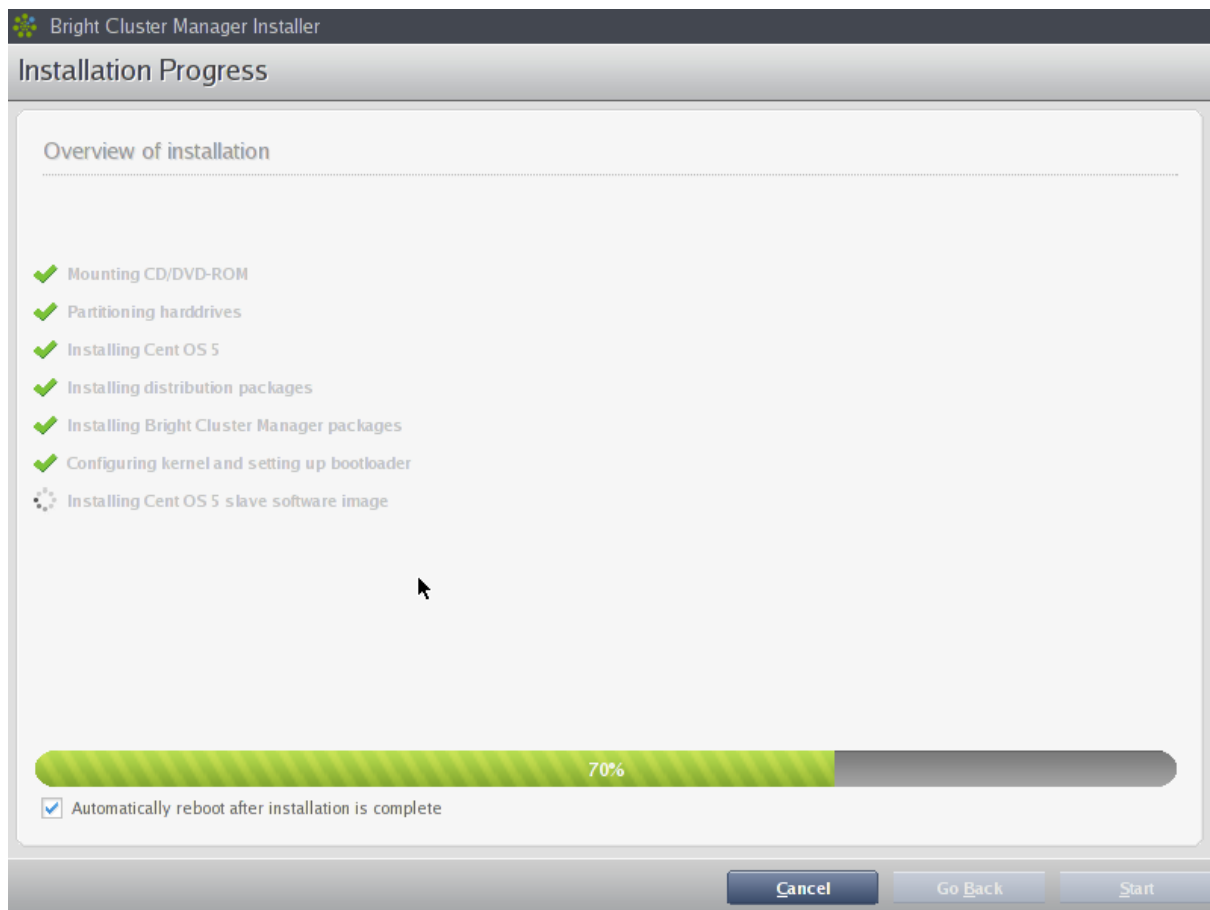 Bright Cluster Manager Installer
Installation Progress
Overview of installation
Mounting CD/DVD-ROM
Partitioning harddrives
Installing Cent OS 5
Installing distribution packages
Installing Bright Cluster Manager packages
Configuring kernel and setting up bootloader
Installing Cent OS 5 slave software image
70%
Automatically reboot after installation is complete
Cancel Go Back Start